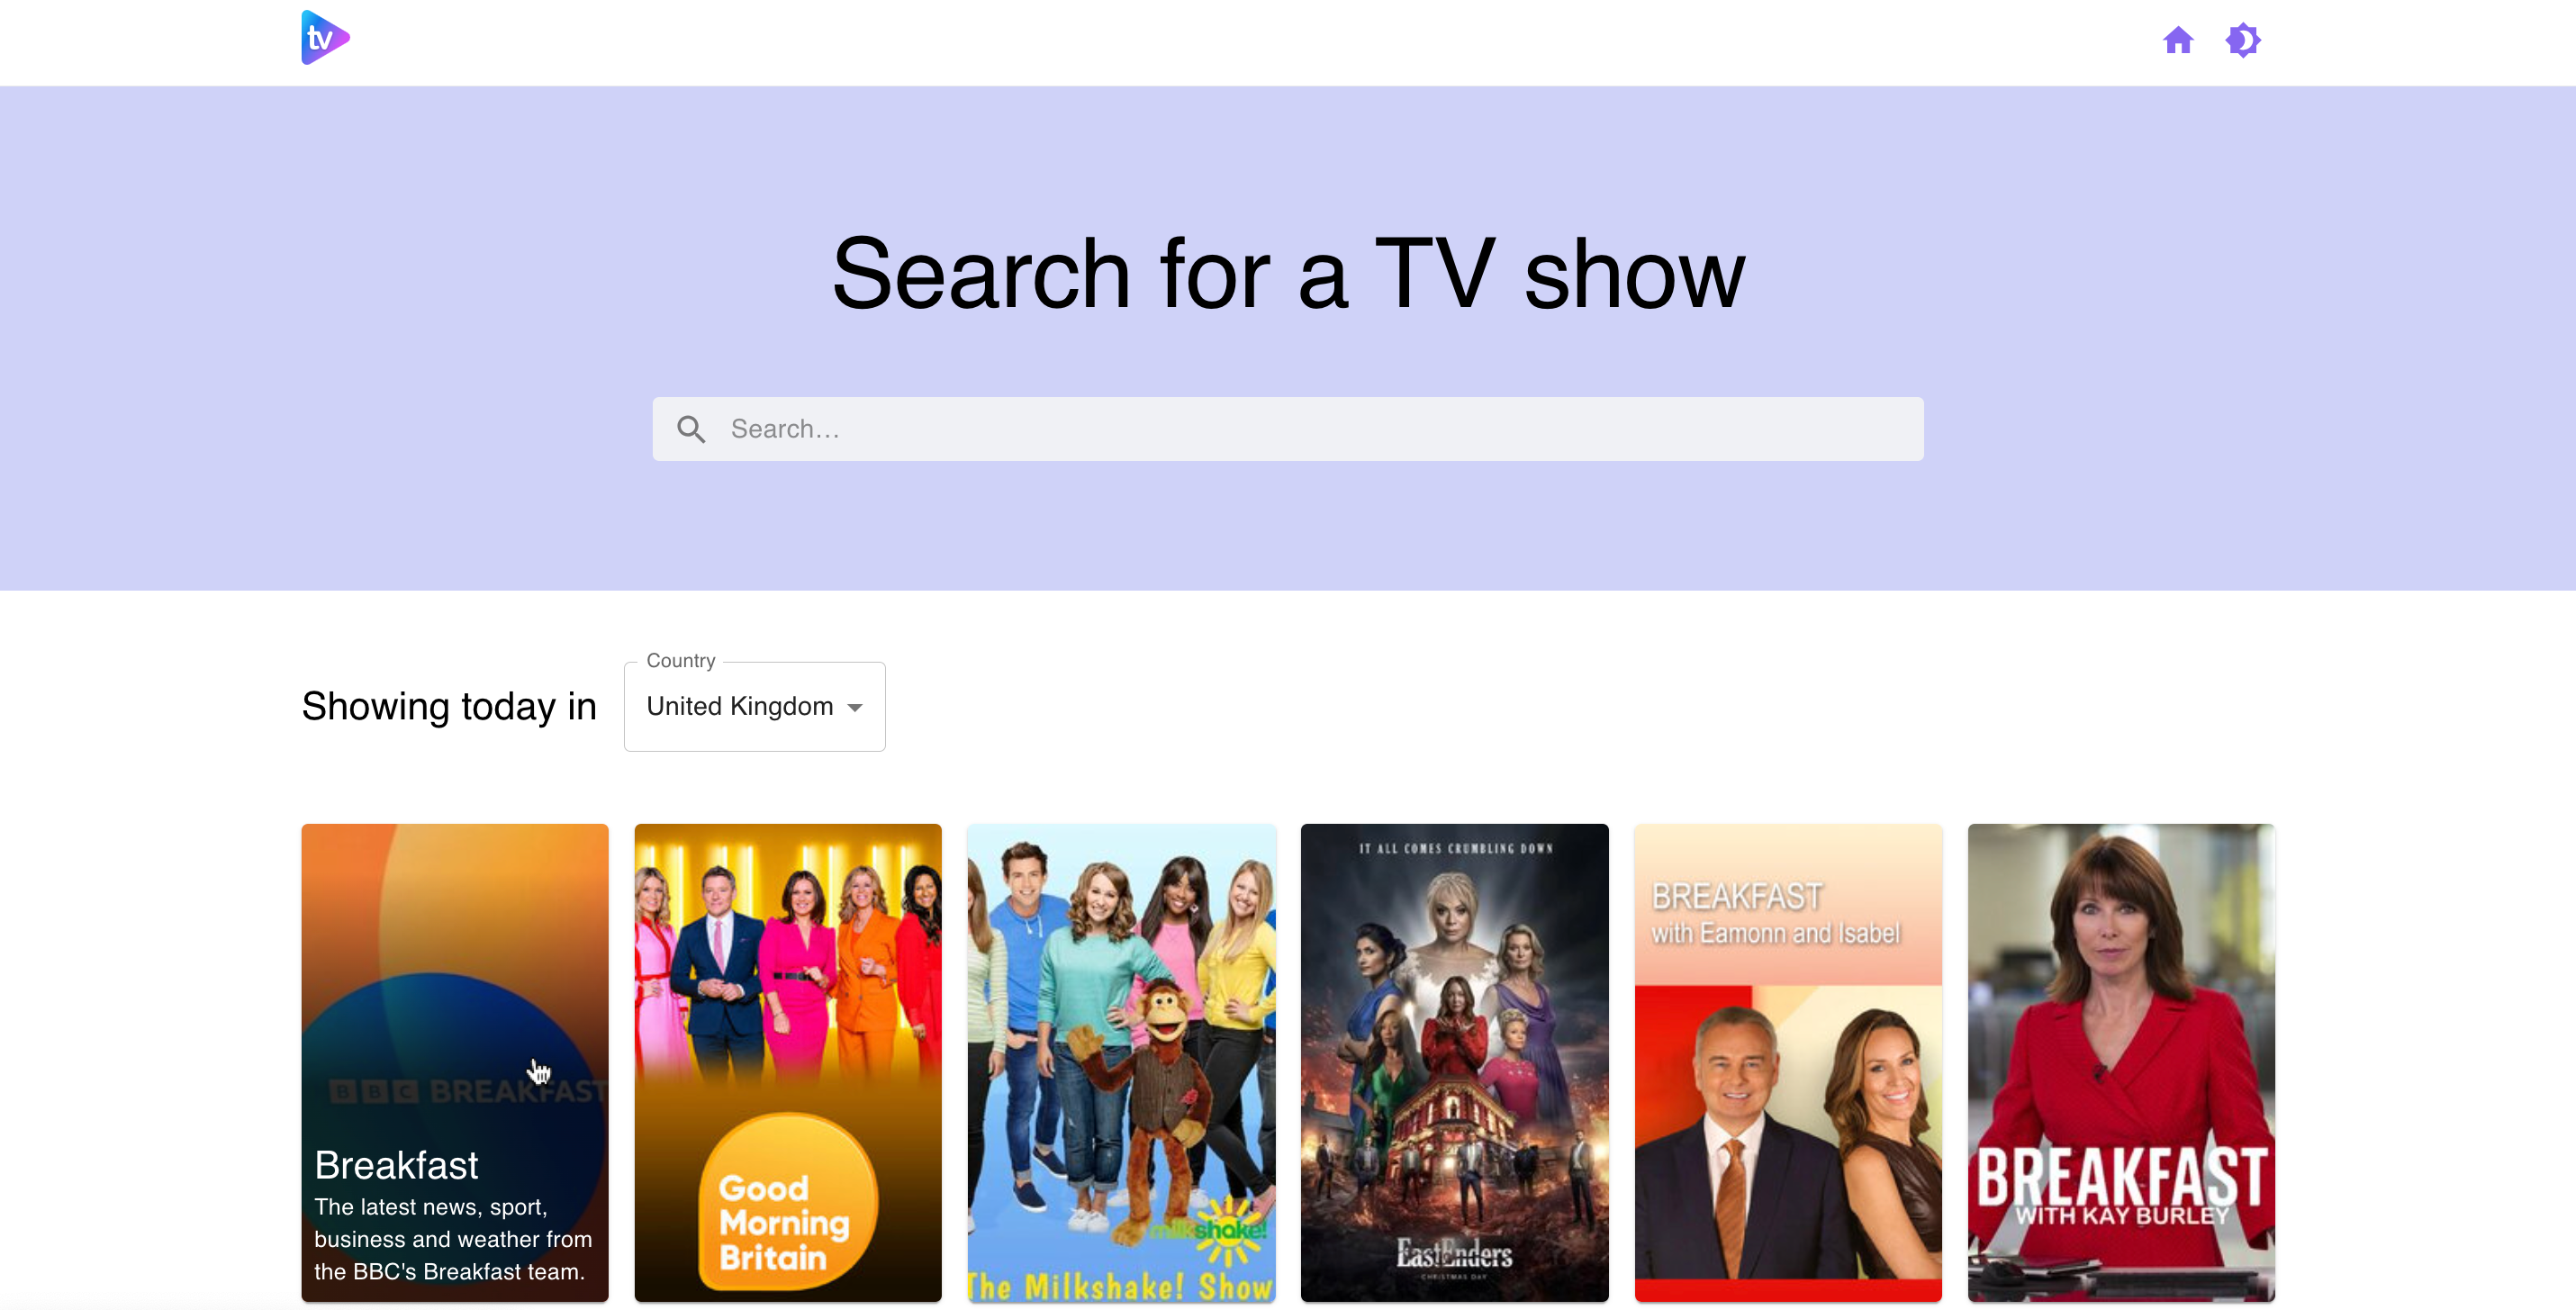 tv
Search for a TV show
Search...
Country
Showing today in
United Kingdom
BBC BREAKFAST
Breakfast
The latest news, sport,
business and weather from
the BBC's Breakfast team.
Good
Morning
Britain
milkshake!
The Milkshake! Show
IT ALL COMES CRUMBLING DOWN
EastEnders
CHRISTMAS DAY
BREAKFAST
with Eamonn and Isabel
BREAKFAST
WITH KAY BURLEY